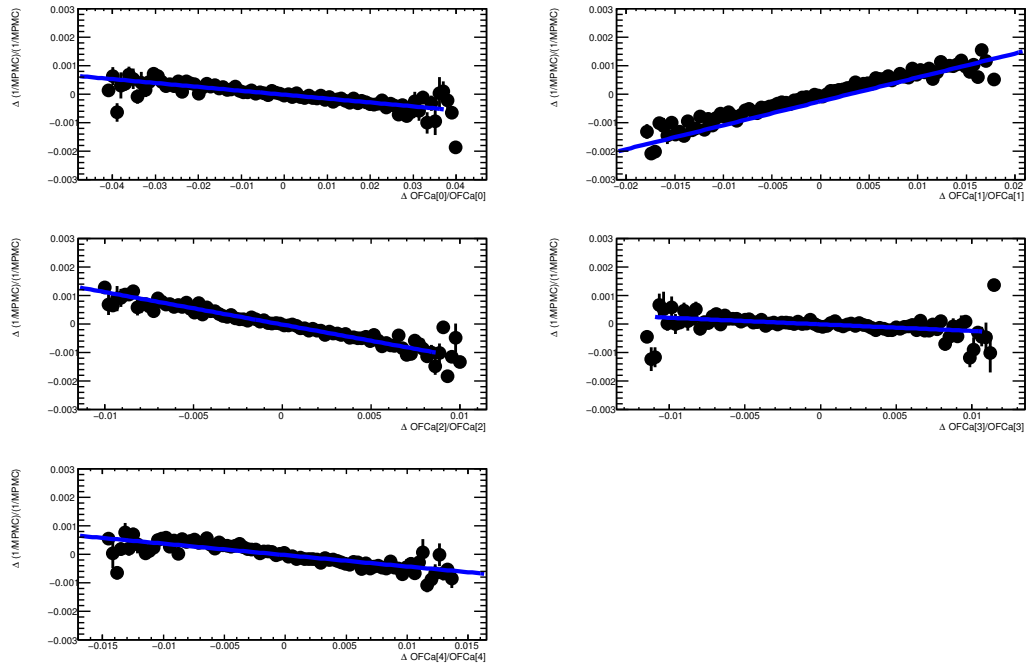 Δ (1/MPMC)/(1/MPMC)
0.003
0.002
0.001
0
−0.001
−0.002
−0.003
−0.04 −0.03 −0.02 −0.01 0 0.01 0.02 0.03 0.04
Δ OFCa[0]/OFCa[0]
Δ (1/MPMC)/(1/MPMC)
0.003
0.002
0.001
0
−0.001
−0.002
−0.003
−0.02 −0.015 −0.01 −0.005 0 0.005 0.01 0.015 0.02
Δ OFCa[1]/OFCa[1]
Δ (1/MPMC)/(1/MPMC)
0.003
0.002
0.001
0
−0.001
−0.002
−0.003
−0.01 −0.005 0 0.005 0.01
Δ OFCa[2]/OFCa[2]
Δ (1/MPMC)/(1/MPMC)
0.003
0.002
0.001
0
−0.001
−0.002
−0.003
−0.01 −0.005 0 0.005 0.01
Δ OFCa[3]/OFCa[3]
Δ (1/MPMC)/(1/MPMC)
0.003
0.002
0.001
0
−0.001
−0.002
−0.003
−0.015 −0.01 −0.005 0 0.005 0.01 0.015
Δ OFCa[4]/OFCa[4]